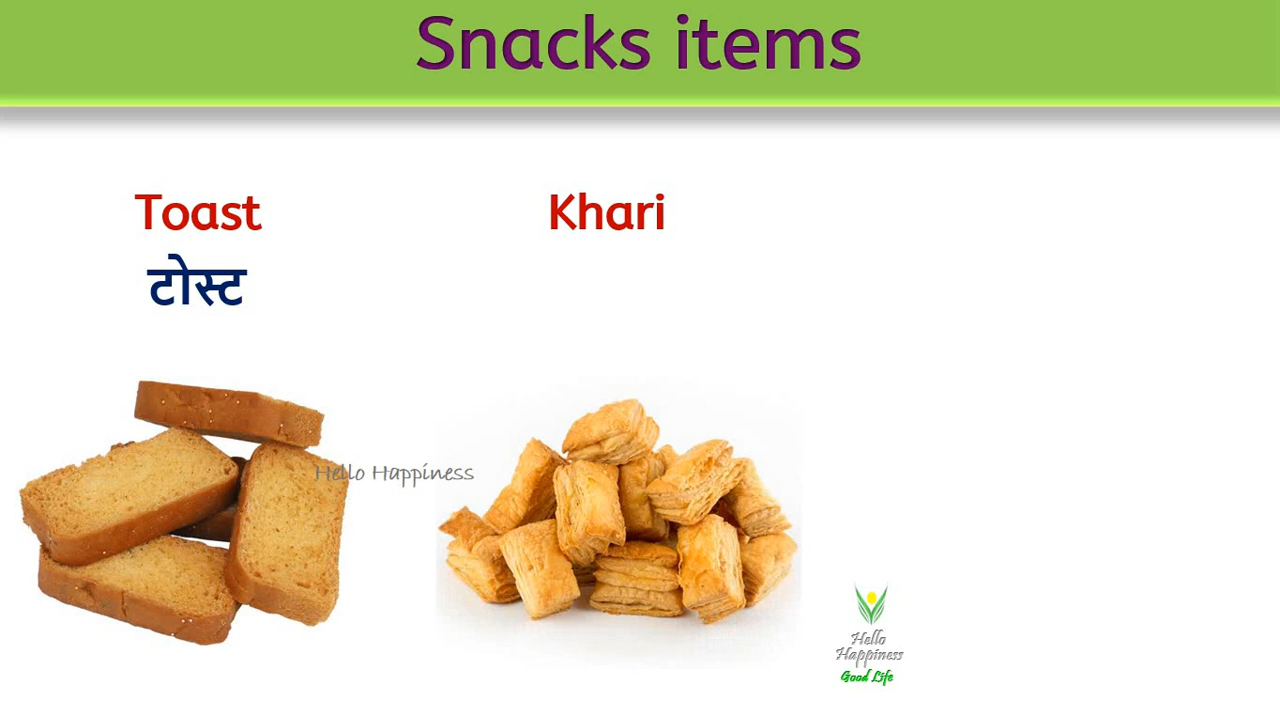 Snacks items
Toast
Khari
टोस्ट
Hello Happiness
Hello
Happiness
Good Life